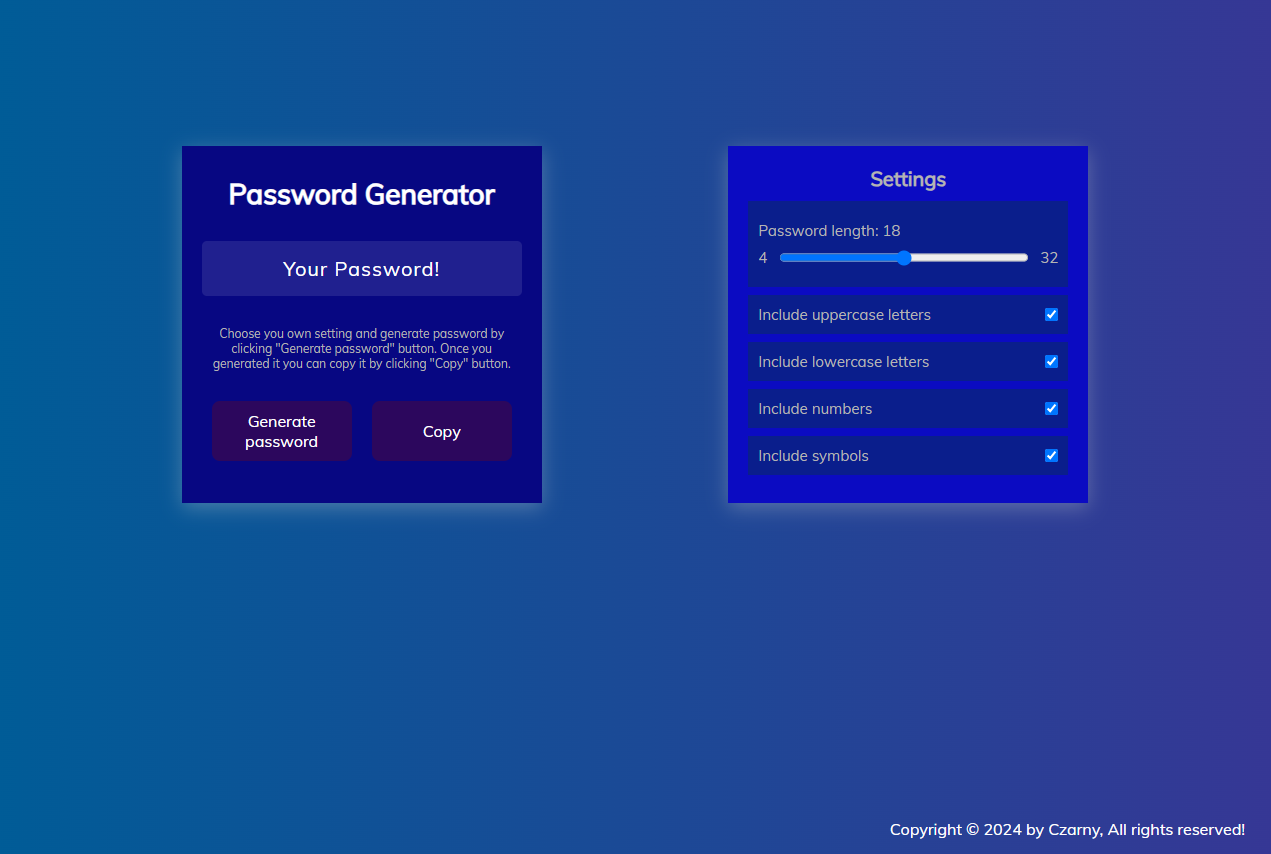 Password Generator
Your Password!
Choose you own setting and generate password by
clicking "Generate password" button. Once you
generated it you can copy it by clicking "Copy" button.
Generate
password
Copy
Settings
Password length: 18
4 32
Include uppercase letters
Include lowercase letters
Include numbers
Include symbols
Copyright © 2024 by Czarny, All rights reserved!